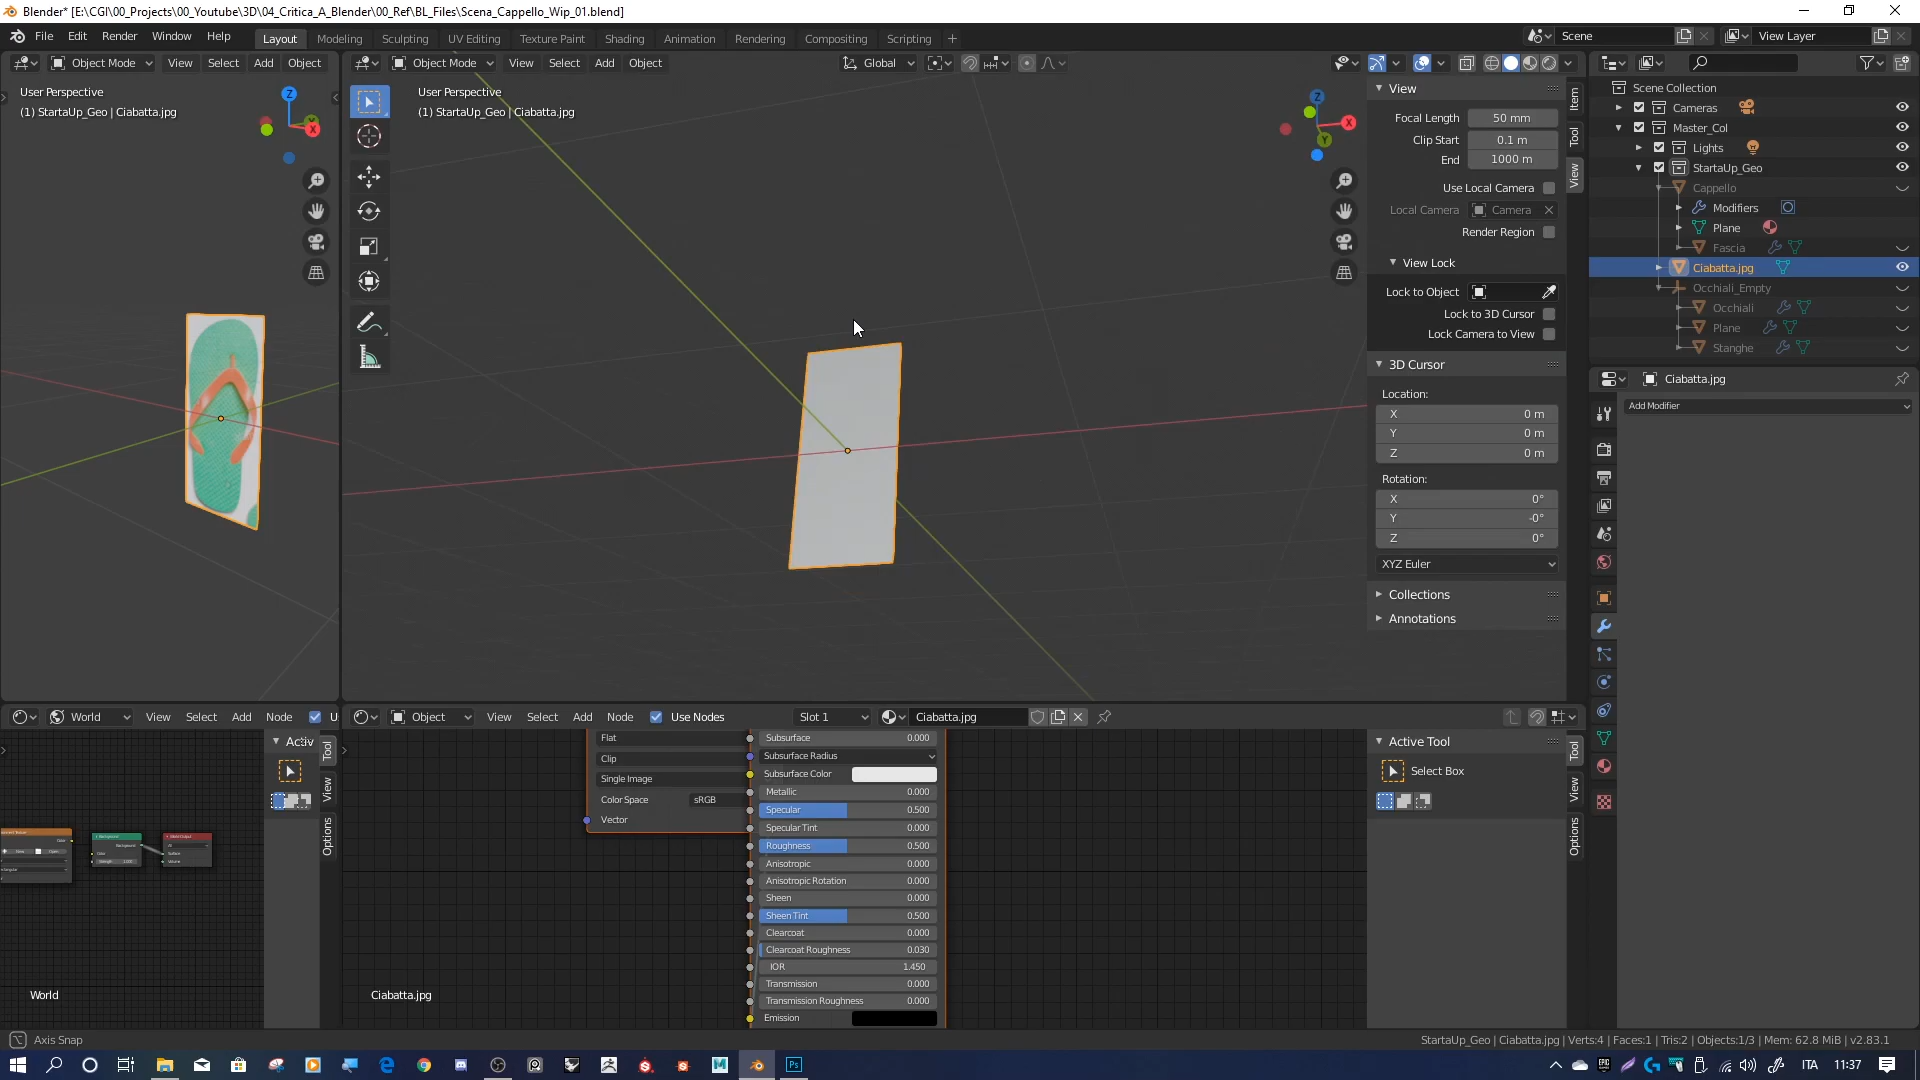 Blender* [E:\CGI\00_Projects\00_Youtube\3D\04_Critica_A_Blender\00_Ref\BL_Files\Scena_Cappello_Wip_01.blend]
File Edit Render Window Help
Layout Modeling Sculpting UV Editing Texture Paint Shading Animation Rendering Compositing Scripting +
Scene
View Layer
Object Mode View Select Add Object
Object Mode View Select Add Object
Global
User Perspective
(1) StartaUp_Geo | Ciabatta.jpg
User Perspective
(1) StartaUp_Geo | Ciabatta.jpg
Z
X
Z
X
Y
View
Focal Length 50 mm
Clip Start 0.1 m
End 1000 m
Use Local Camera
Local Camera Camera
Render Region
View Lock
Lock to Object
Lock to 3D Cursor
Lock Camera to View
3D Cursor
Location:
X 0 m
Y 0 m
Z 0 m
Rotation:
X 0°
Y -0°
Z 0°
XYZ Euler
Collections
Annotations
Item
Tool
View
Scene Collection
Cameras
Master_Col
Lights
StartaUp_Geo
Cappello
Modifiers
Plane
Fascia
Ciabatta.jpg
Occhiali_Empty
Occhiali
Plane
Stanghe
Ciabatta.jpg
Add Modifier
World View Select Add Node U
Activ
Tool
View
Options
World
Object View Select Add Node Use Nodes Slot 1 Ciabatta.jpg
Flat
Clip
Single Image
Color Space sRGB
Vector
Subsurface 0.000
Subsurface Radius
Subsurface Color
Metallic 0.000
Specular 0.500
Specular Tint 0.000
Roughness 0.500
Anisotropic 0.000
Anisotropic Rotation 0.000
Sheen 0.000
Sheen Tint 0.500
Clearcoat 0.000
Clearcoat Roughness 0.030
IOR 1.450
Transmission 0.000
Transmission Roughness 0.000
Emission
Ciabatta.jpg
Active Tool
Select Box
Tool
View
Options
Axis Snap
StartaUp_Geo | Ciabatta.jpg | Verts:4 | Faces:1 | Tris:2 | Objects:1/3 | Mem: 62.8 MiB | v2.83.1
ITA 11:37